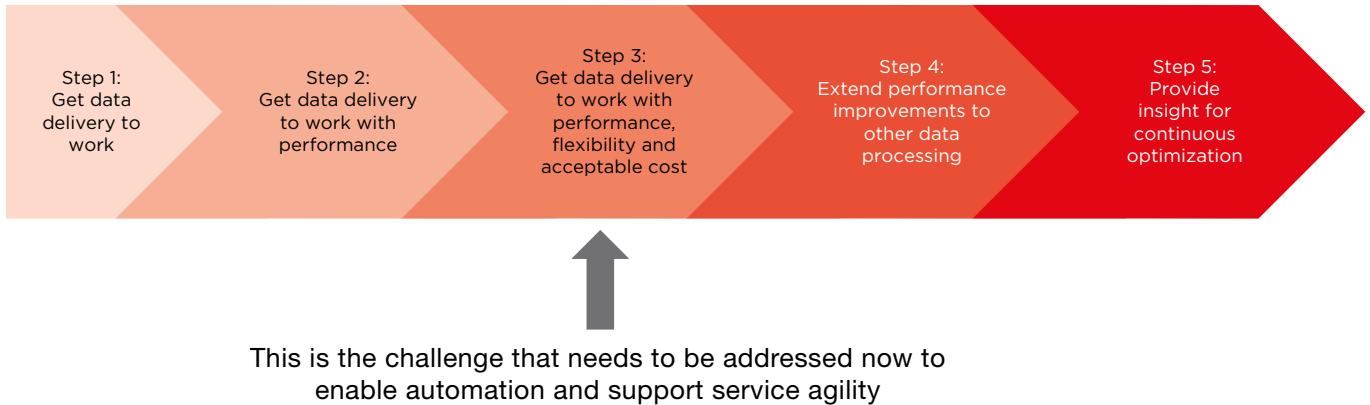 Step 1:
Get data
delivery to
work
Step 2:
Get data delivery
to work with
performance
Step 3:
Get data delivery
to work with
performance,
flexibility and
acceptable cost
Step 4:
Extend performance
improvements to
other data
processing
Step 5:
Provide
insight for
continuous
optimization
This is the challenge that needs to be addressed now to
enable automation and support service agility